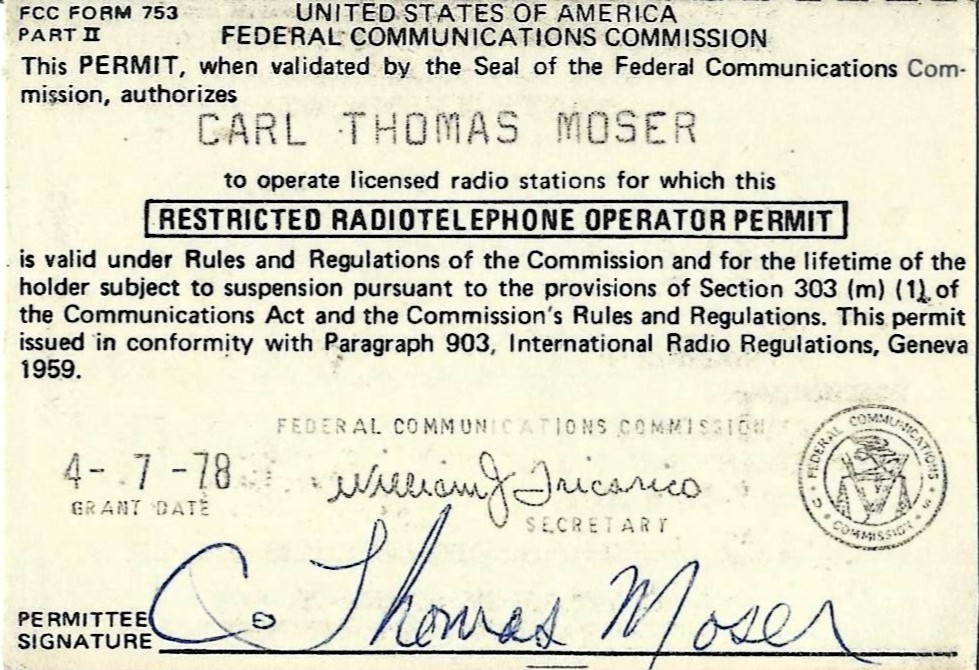 FCC FORM 753
PART II
UNITED STATES OF AMERICA
FEDERAL COMMUNICATIONS COMMISSION
This PERMIT, when validated by the Seal of the Federal Communications Com-
mission, authorizes
CARL THOMAS MOSER
to operate licensed radio stations for which this
RESTRICTED RADIOTELEPHONE OPERATOR PERMIT
is valid under Rules and Regulations of the Commission and for the lifetime of the
holder subject to suspension pursuant to the provisions of Section 303 (m) (1) of
the Communications Act and the Commission's Rules and Regulations. This permit
issued in conformity with Paragraph 903, International Radio Regulations, Geneva
1959.
FEDERAL COMMUNICATIONS COMMISSION
4-7-78
GRANT DATE
William J Tricarico
SECRETARY
FEDERAL COMMUNICATIONS
COMMISSION
U S
PERMITTEE
SIGNATURE
C Thomas Moser